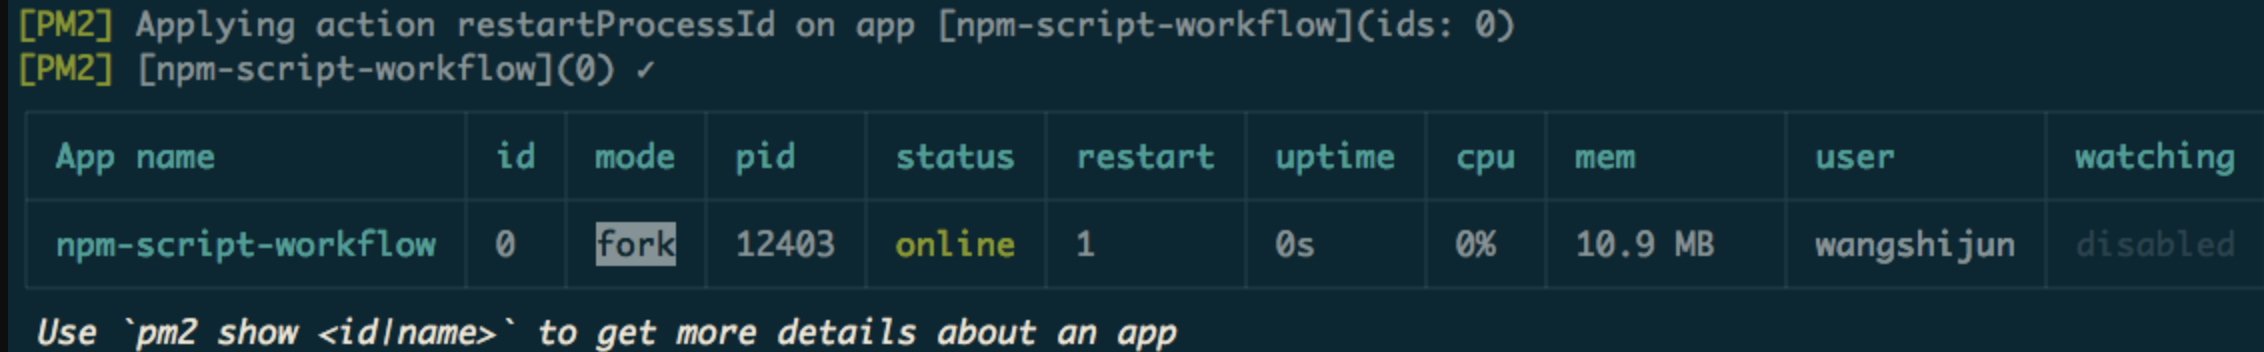 [PM2] Applying action restartProcessId on app [npm-script-workflow](ids: 0)
[PM2] [npm-script-workflow](0) ✓
App name id mode pid status restart uptime cpu mem user watching
npm-script-workflow 0 fork 12403 online 1 0s 0% 10.9 MB wangshijun disabled
Use `pm2 show <id|name>` to get more details about an app